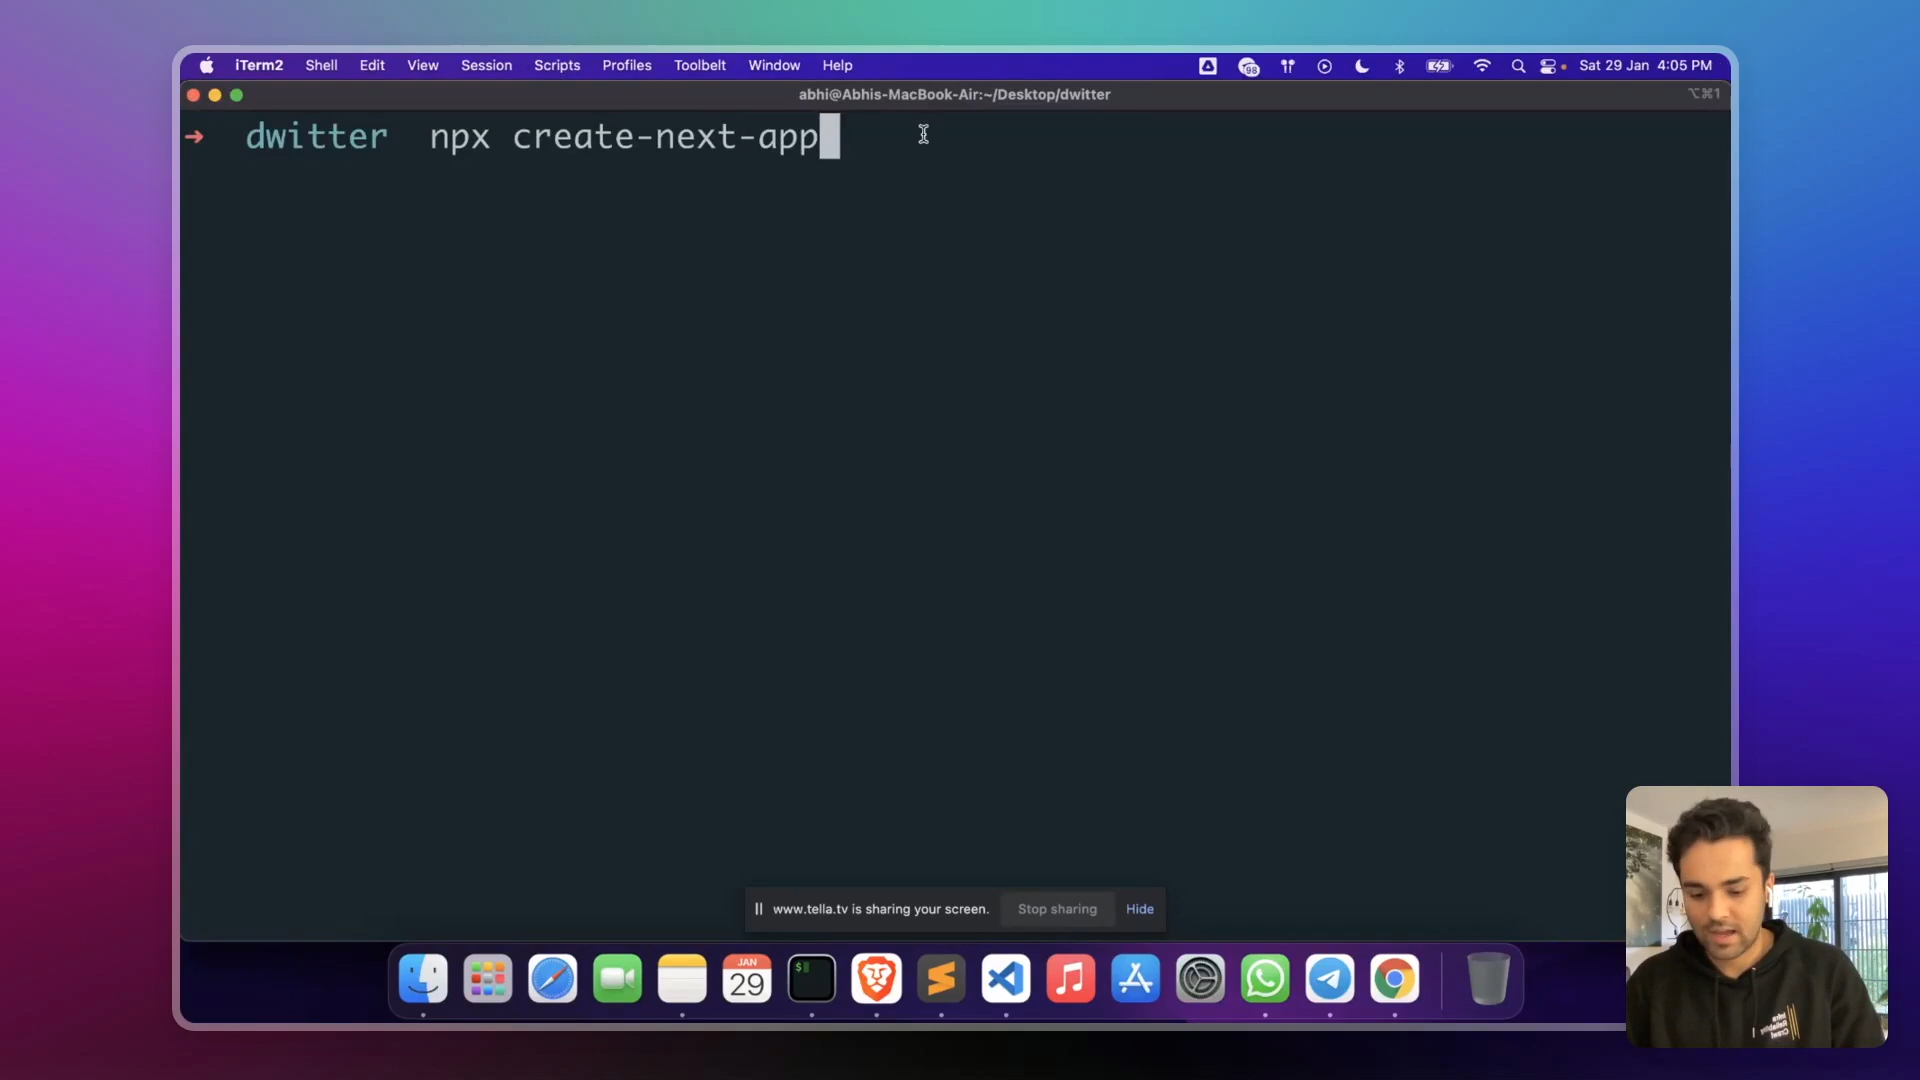 iTerm2 Shell Edit View Session Scripts Profiles Toolbelt Window Help 98 Sat 29 Jan 4:05 PM
abhi@Abhis-MacBook-Air:~/Desktop/dwitter ⌥⌘1
➜ dwitter npx create-next-app
www.tella.tv is sharing your screen. Stop sharing Hide
JAN
29
$